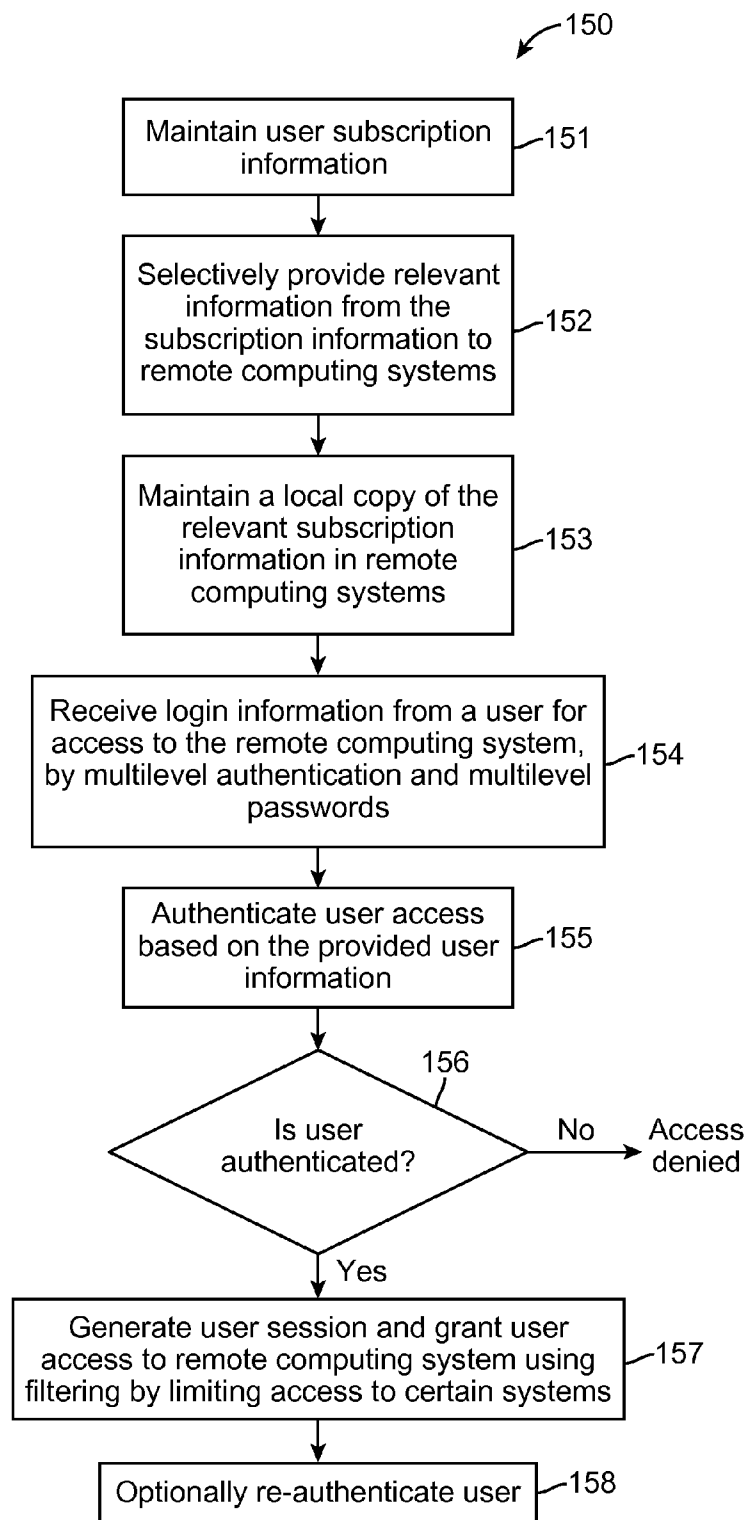 150
Maintain user subscription
information
151
Selectively provide relevant
information from the
subscription information to
remote computing systems
152
Maintain a local copy of the
relevant subscription
information in remote
computing systems
153
Receive login information from a user for
access to the remote computing system,
by multilevel authentication and multilevel
passwords
154
Authenticate user access
based on the provided user
information
155
156
Is user
authenticated?
No
Access
denied
Yes
Generate user session and grant user
access to remote computing system using
filtering by limiting access to certain systems
157
Optionally re-authenticate user
158